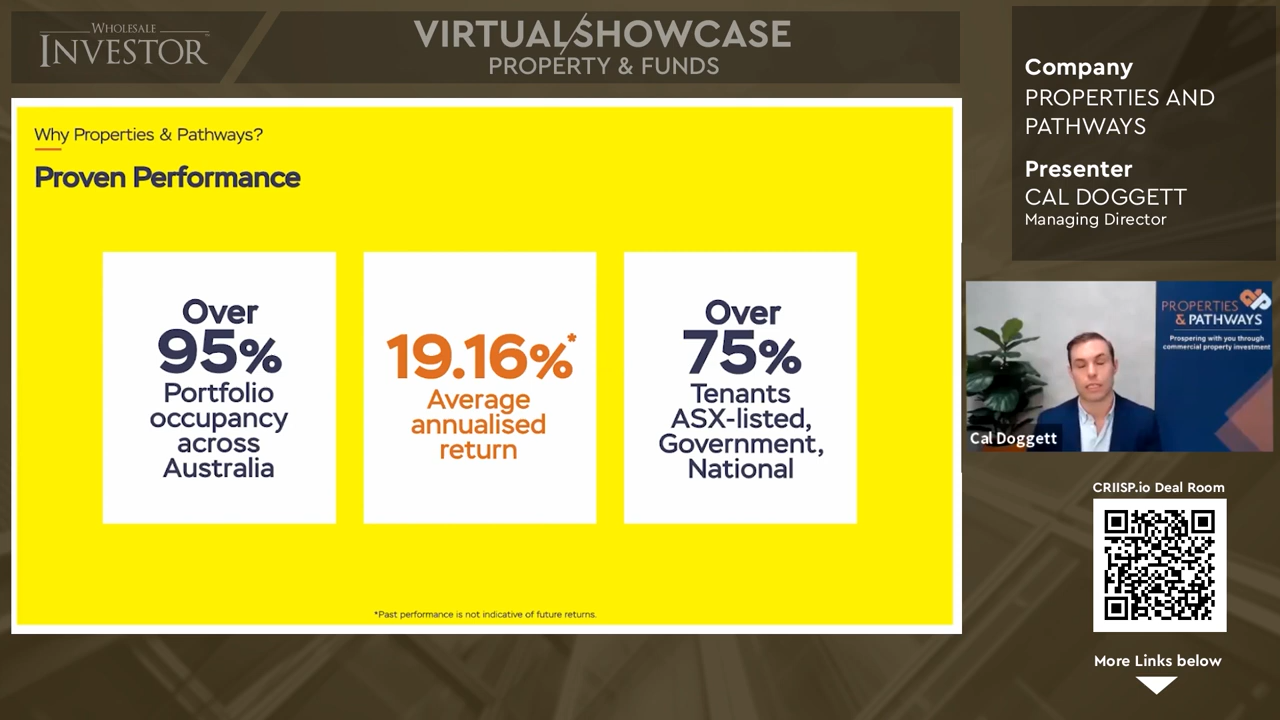 WHOLESALE
INVESTOR
VIRTUAL/SHOWCASE
PROPERTY & FUNDS
Why Properties & Pathways?
Proven Performance
Over
95%
Portfolio
occupancy
across
Australia
19.16%*
Average
annualised
return
Over
75%
Tenants
ASX-listed,
Government,
National
*Past performance is not indicative of future returns.
Company
PROPERTIES AND
PATHWAYS
Presenter
CAL DOGGETT
Managing Director
PROPERTIES
& PATHWAYS
Prospering with you through
commercial property investment
Cal Doggett
CRIISP.io Deal Room
More Links below